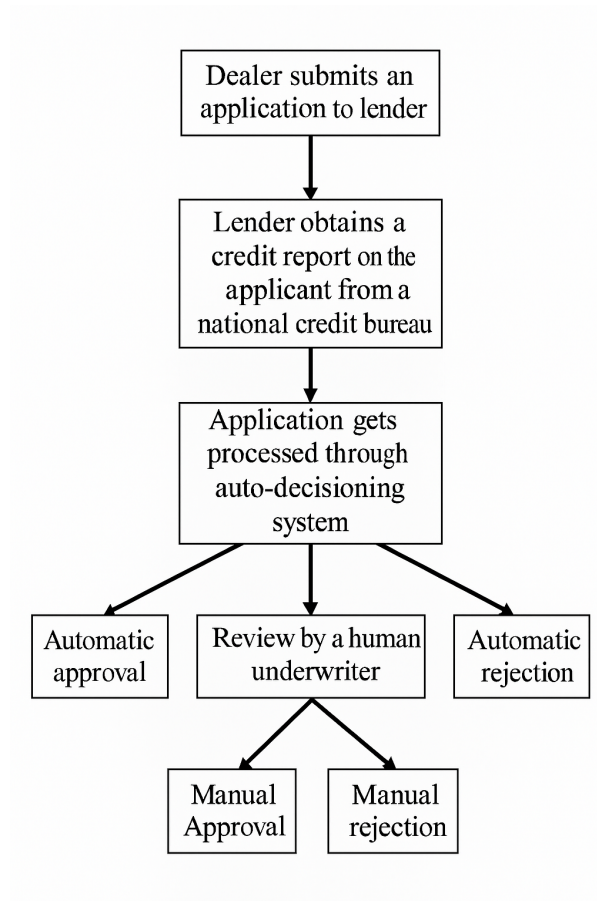 Dealer submits an
application to lender
Lender obtains a
credit report on the
applicant from a
national credit bureau
Application gets
processed through
auto-decisioning
system
Automatic
approval
Review by a human
underwriter
Automatic
rejection
Manual
Approval
Manual
rejection